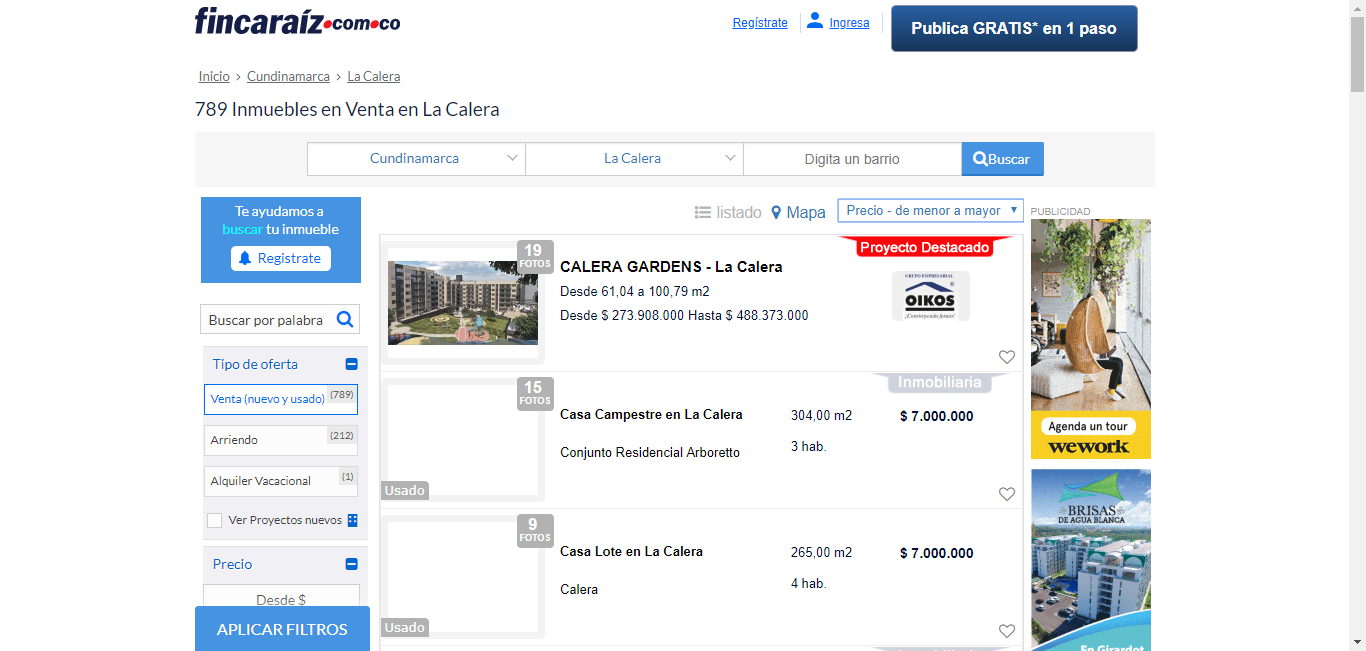 fincaraíz.com.co
Regístrate
Ingresa
Publica GRATIS* en 1 paso
Inicio › Cundinamarca › La Calera
789 Inmuebles en Venta en La Calera
Cundinamarca
La Calera
Digita un barrio
Buscar
Te ayudamos a
buscar tu inmueble
Registrate
Buscar por palabra
Tipo de oferta
Venta (nuevo y usado) (789)
Arriendo (212)
Alquiler Vacacional (1)
Ver Proyectos nuevos
Precio
Desde $
APLICAR FILTROS
listado
Mapa
Precio - de menor a mayor
19
FOTOS
CALERA GARDENS - La Calera
Desde 61,04 a 100,79 m2
Desde $ 273.908.000 Hasta $ 488.373.000
Proyecto Destacado
GRUPO EMPRESARIAL
OIKOS
¡Construyendo futuro!
15
FOTOS
Usado
Casa Campestre en La Calera
Conjunto Residencial Arboretto
304,00 m2
3 hab.
Inmobiliaria
$ 7.000.000
9
FOTOS
Usado
Casa Lote en La Calera
Calera
265,00 m2
4 hab.
$ 7.000.000
PUBLICIDAD
Agenda un tour
wework
BRISAS
DE AGUA BLANCA
En Girardot